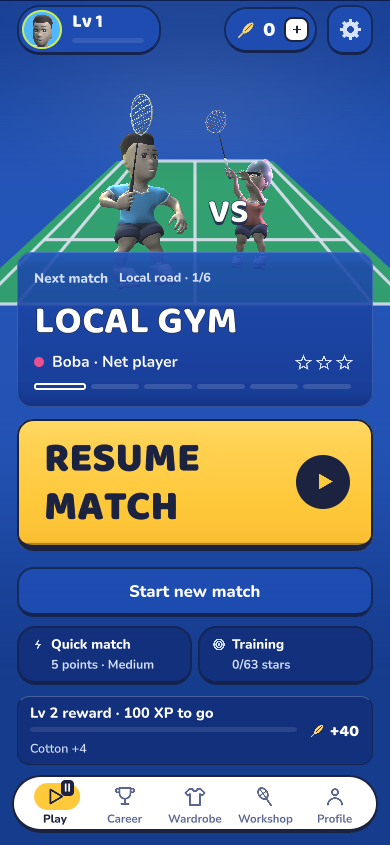 Lv 1
0
+
VS
Next match Local road · 1/6
LOCAL GYM
Boba · Net player
RESUME
MATCH
Start new match
Quick match
5 points · Medium
Training
0/63 stars
Lv 2 reward · 100 XP to go
+40
Cotton +4
Play
Career
Wardrobe
Workshop
Profile